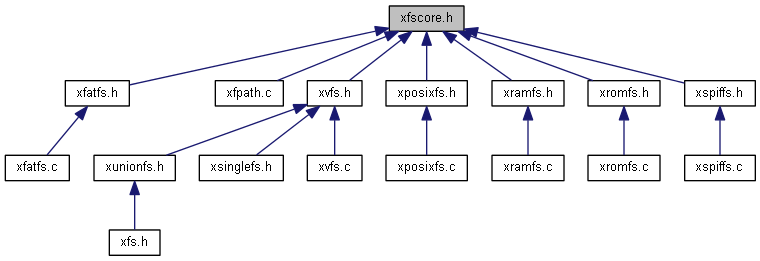 xfscore.h
xfatfs.h
xfpath.c
xvfs.h
xposixfs.h
xramfs.h
xromfs.h
xspiffs.h
xfatfs.c
xunionfs.h
xsinglefs.h
xvfs.c
xposixfs.c
xramfs.c
xromfs.c
xspiffs.c
xfs.h